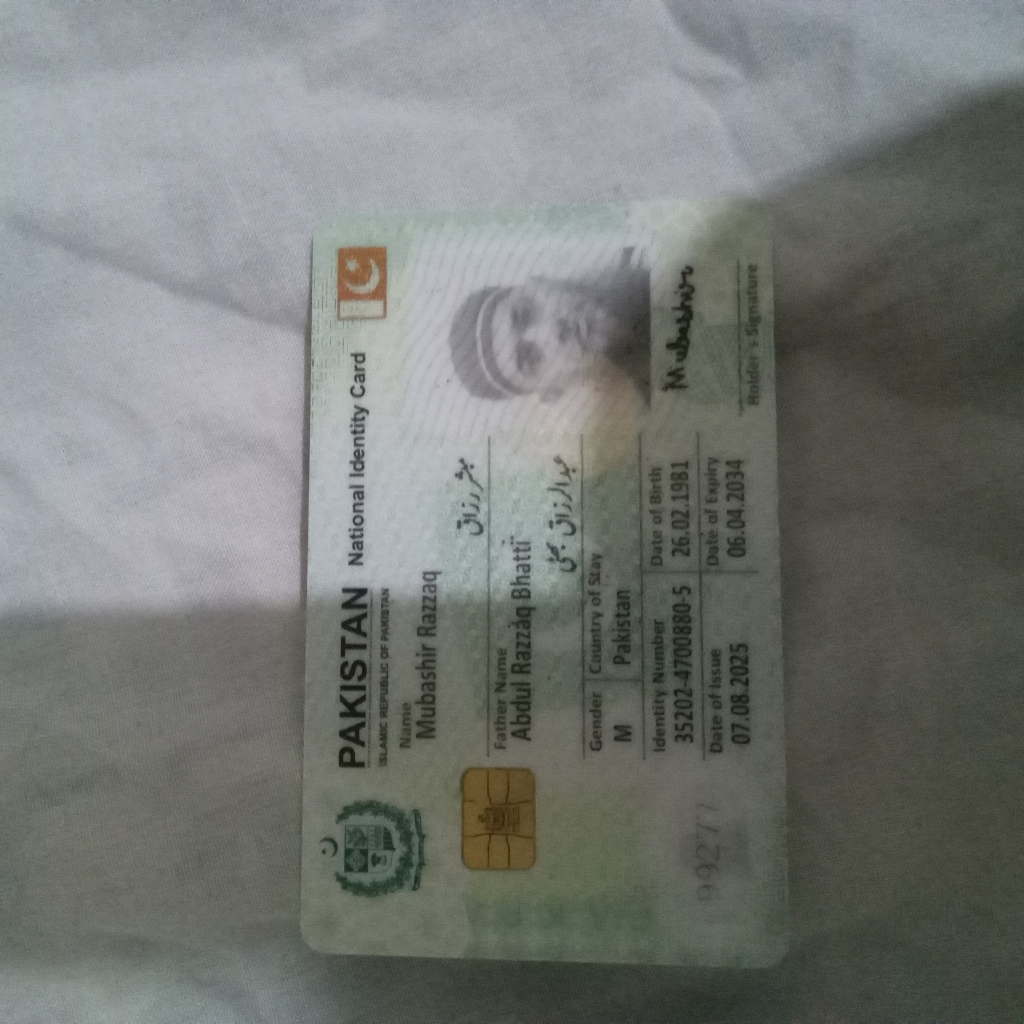 PAKISTAN National Identity Card
ISLAMIC REPUBLIC OF PAKISTAN
Name
Mubashir Razzaq
مبشر رزاق
Father Name
Abdul Razzaq Bhatti
عبدالرزاق بھٹی
Gender Country of Stay
M Pakistan
Identity Number Date of Birth
35202-4700880-5 26.02.1981
Date of Issue Date of Expiry
07.08.2025 06.04.2034
Mubashir
Holder's Signature